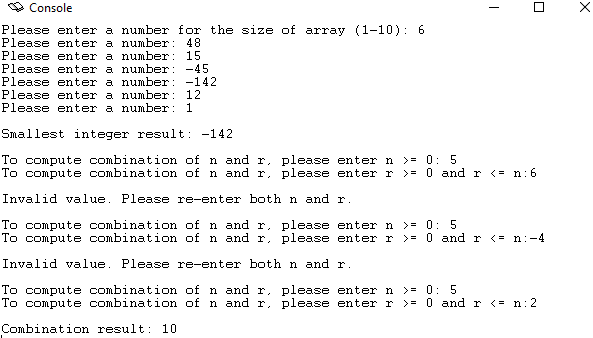 Console
Please enter a number for the size of array (1-10): 6
Please enter a number: 48
Please enter a number: 15
Please enter a number: -45
Please enter a number: -142
Please enter a number: 12
Please enter a number: 1
Smallest integer result: -142
To compute combination of n and r, please enter n >= 0: 5
To compute combination of n and r, please enter r >= 0 and r <= n:6
Invalid value. Please re-enter both n and r.
To compute combination of n and r, please enter n >= 0: 5
To compute combination of n and r, please enter r >= 0 and r <= n:-4
Invalid value. Please re-enter both n and r.
To compute combination of n and r, please enter n >= 0: 5
To compute combination of n and r, please enter r >= 0 and r <= n:2
Combination result: 10